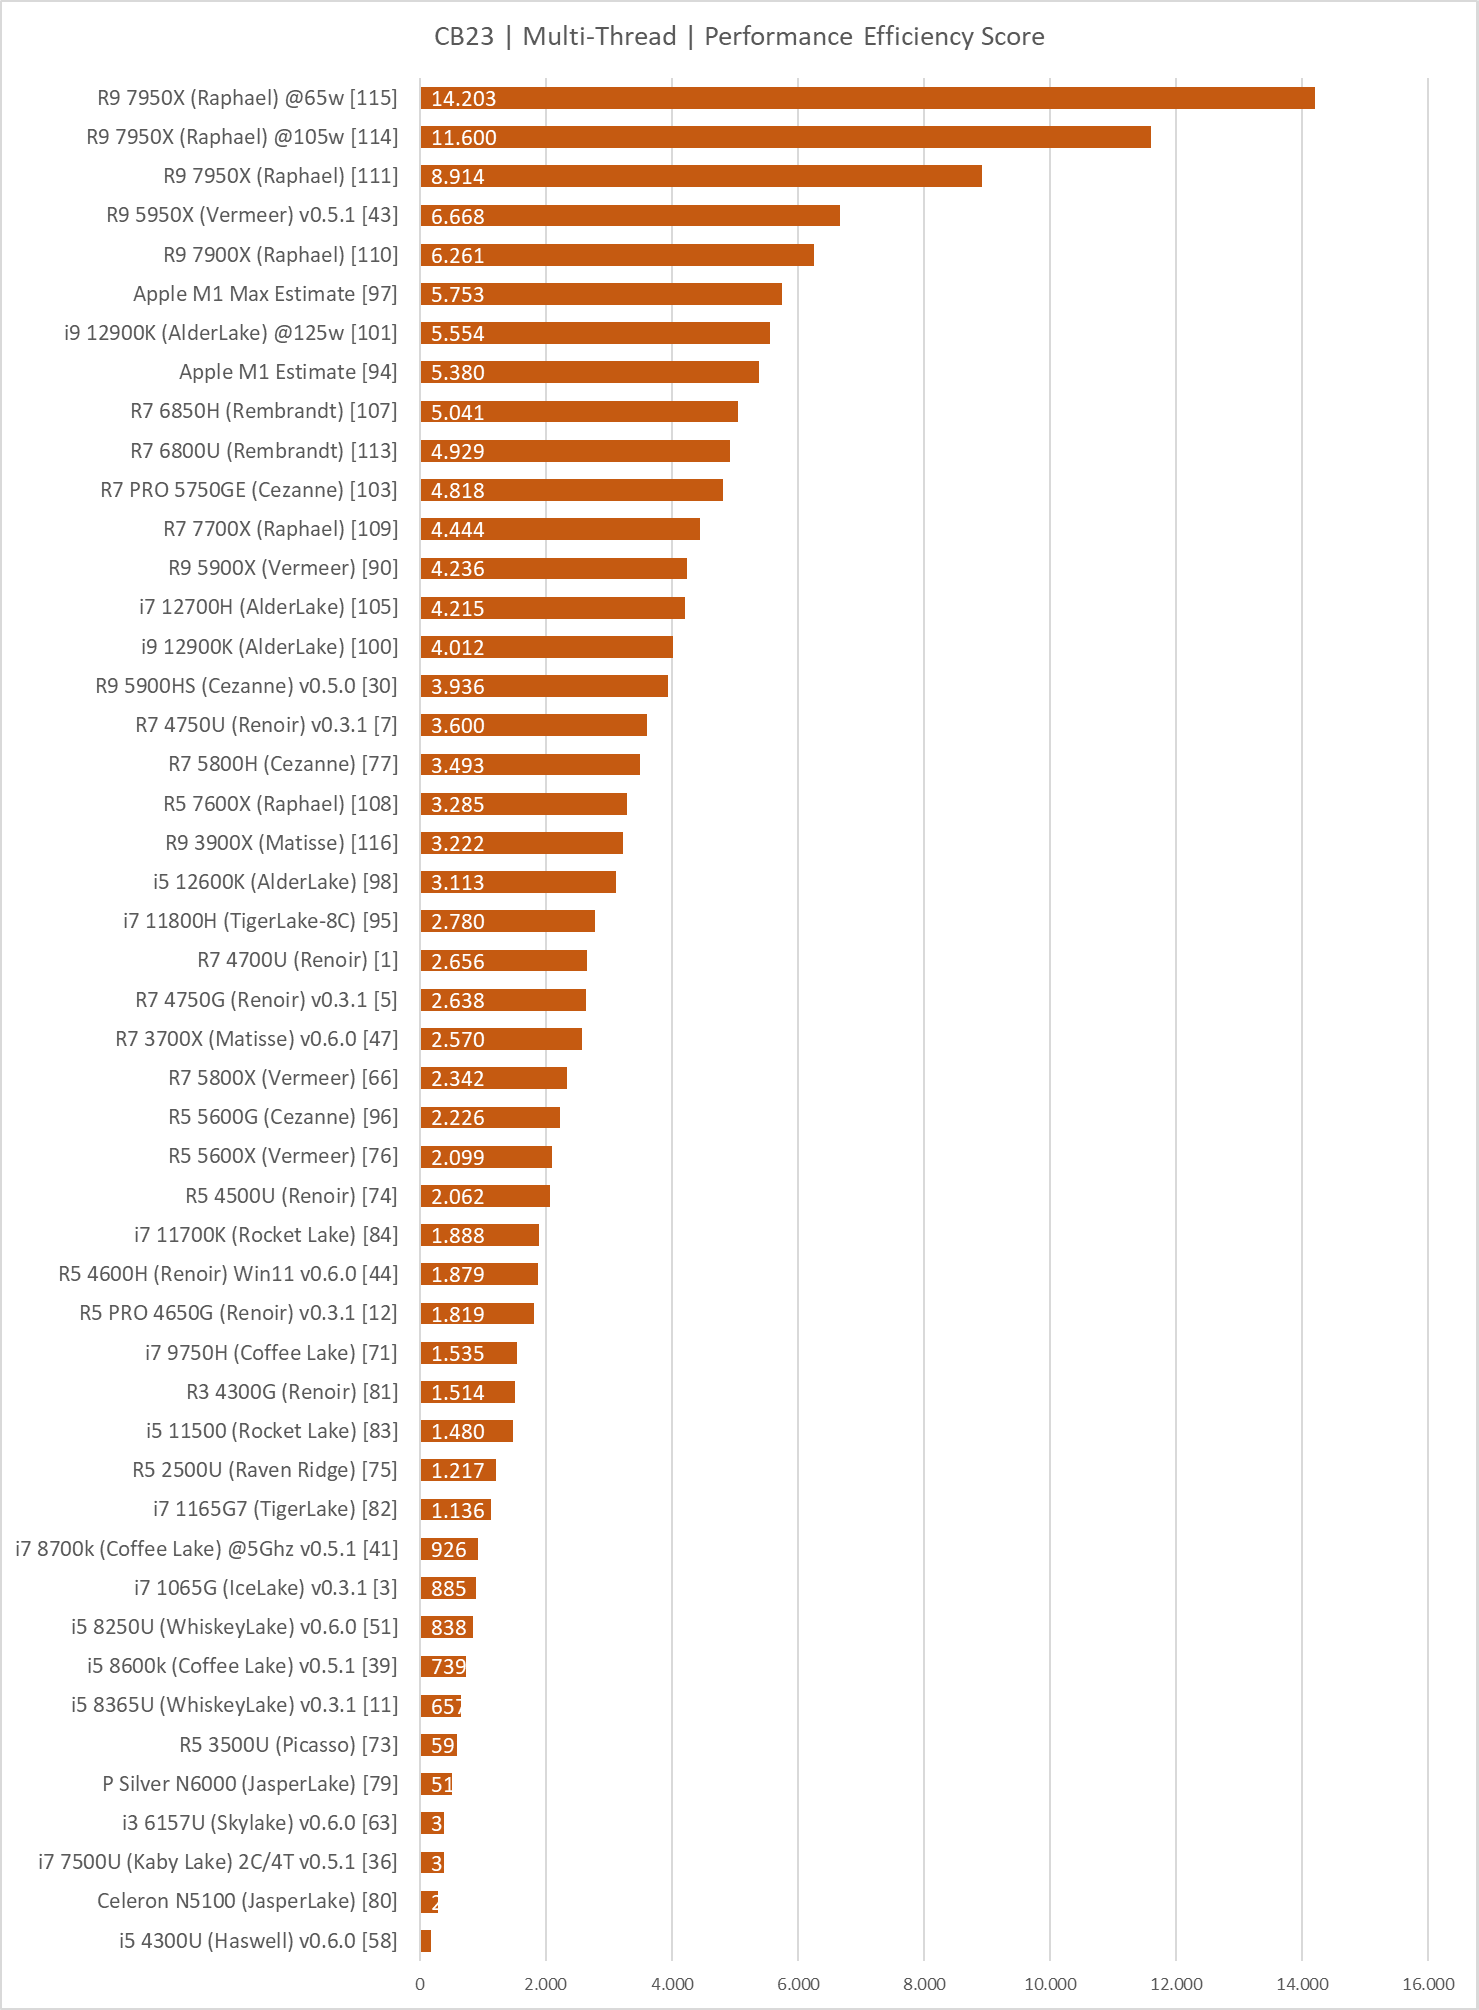 CB23 | Multi-Thread | Performance Efficiency Score
R9 7950X (Raphael) @65w [115] 14.203
R9 7950X (Raphael) @105w [114] 11.600
R9 7950X (Raphael) [111] 8.914
R9 5950X (Vermeer) v0.5.1 [43] 6.668
R9 7900X (Raphael) [110] 6.261
Apple M1 Max Estimate [97] 5.753
i9 12900K (AlderLake) @125w [101] 5.554
Apple M1 Estimate [94] 5.380
R7 6850H (Rembrandt) [107] 5.041
R7 6800U (Rembrandt) [113] 4.929
R7 PRO 5750GE (Cezanne) [103] 4.818
R7 7700X (Raphael) [109] 4.444
R9 5900X (Vermeer) [90] 4.236
i7 12700H (AlderLake) [105] 4.215
i9 12900K (AlderLake) [100] 4.012
R9 5900HS (Cezanne) v0.5.0 [30] 3.936
R7 4750U (Renoir) v0.3.1 [7] 3.600
R7 5800H (Cezanne) [77] 3.493
R5 7600X (Raphael) [108] 3.285
R9 3900X (Matisse) [116] 3.222
i5 12600K (AlderLake) [98] 3.113
i7 11800H (TigerLake-8C) [95] 2.780
R7 4700U (Renoir) [1] 2.656
R7 4750G (Renoir) v0.3.1 [5] 2.638
R7 3700X (Matisse) v0.6.0 [47] 2.570
R7 5800X (Vermeer) [66] 2.342
R5 5600G (Cezanne) [96] 2.226
R5 5600X (Vermeer) [76] 2.099
R5 4500U (Renoir) [74] 2.062
i7 11700K (Rocket Lake) [84] 1.888
R5 4600H (Renoir) Win11 v0.6.0 [44] 1.879
R5 PRO 4650G (Renoir) v0.3.1 [12] 1.819
i7 9750H (Coffee Lake) [71] 1.535
R3 4300G (Renoir) [81] 1.514
i5 11500 (Rocket Lake) [83] 1.480
R5 2500U (Raven Ridge) [75] 1.217
i7 1165G7 (TigerLake) [82] 1.136
i7 8700k (Coffee Lake) @5Ghz v0.5.1 [41] 926
i7 1065G (IceLake) v0.3.1 [3] 885
i5 8250U (WhiskeyLake) v0.6.0 [51] 838
i5 8600k (Coffee Lake) v0.5.1 [39] 739
i5 8365U (WhiskeyLake) v0.3.1 [11] 657
R5 3500U (Picasso) [73]
P Silver N6000 (JasperLake) [79]
i3 6157U (Skylake) v0.6.0 [63]
i7 7500U (Kaby Lake) 2C/4T v0.5.1 [36]
Celeron N5100 (JasperLake) [80]
i5 4300U (Haswell) v0.6.0 [58]
0 2.000 4.000 6.000 8.000 10.000 12.000 14.000 16.000